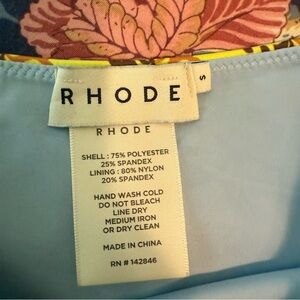 RHODE
S
RHODE
SHELL : 75% POLYESTER
25% SPANDEX
LINING : 80% NYLON
20% SPANDEX
HAND WASH COLD
DO NOT BLEACH
LINE DRY
MEDIUM IRON
OR DRY CLEAN
MADE IN CHINA
RN # 142846